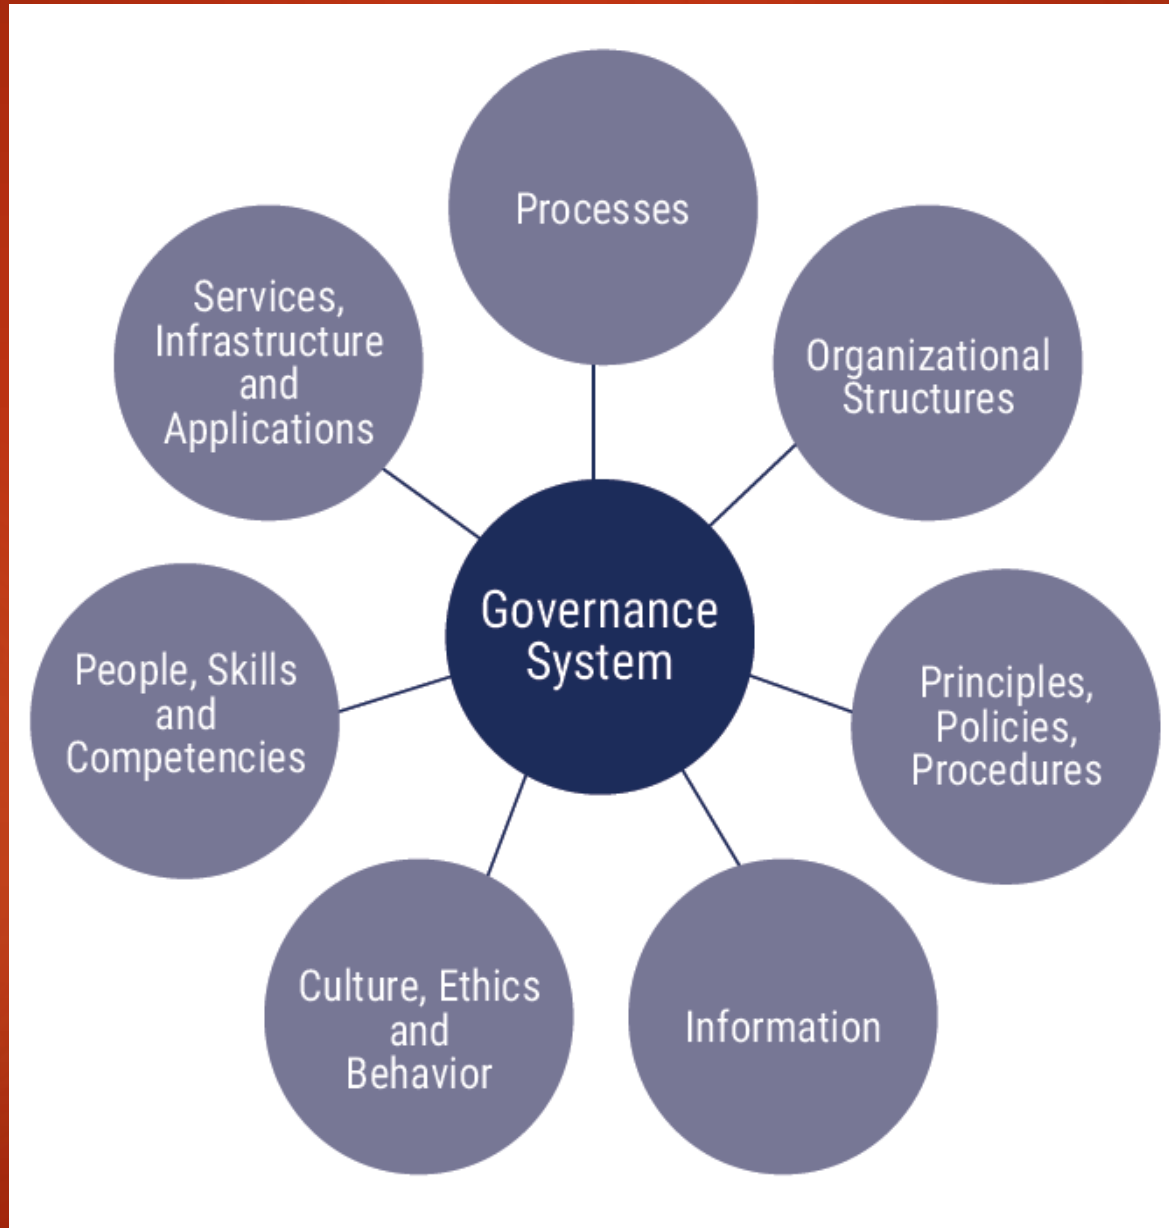 Processes
Services,
Infrastructure
and
Applications
Organizational
Structures
Governance
System
People, Skills
and
Competencies
Principles,
Policies,
Procedures
Culture, Ethics
and
Behavior
Information